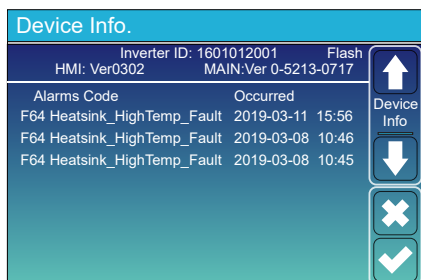 Device Info.
Inverter ID: 1601012001 Flash
HMI: Ver0302 MAIN:Ver 0-5213-0717
Alarms Code Occurred
F64 Heatsink_HighTemp_Fault 2019-03-11 15:56
F64 Heatsink_HighTemp_Fault 2019-03-08 10:46
F64 Heatsink_HighTemp_Fault 2019-03-08 10:45
Device
Info